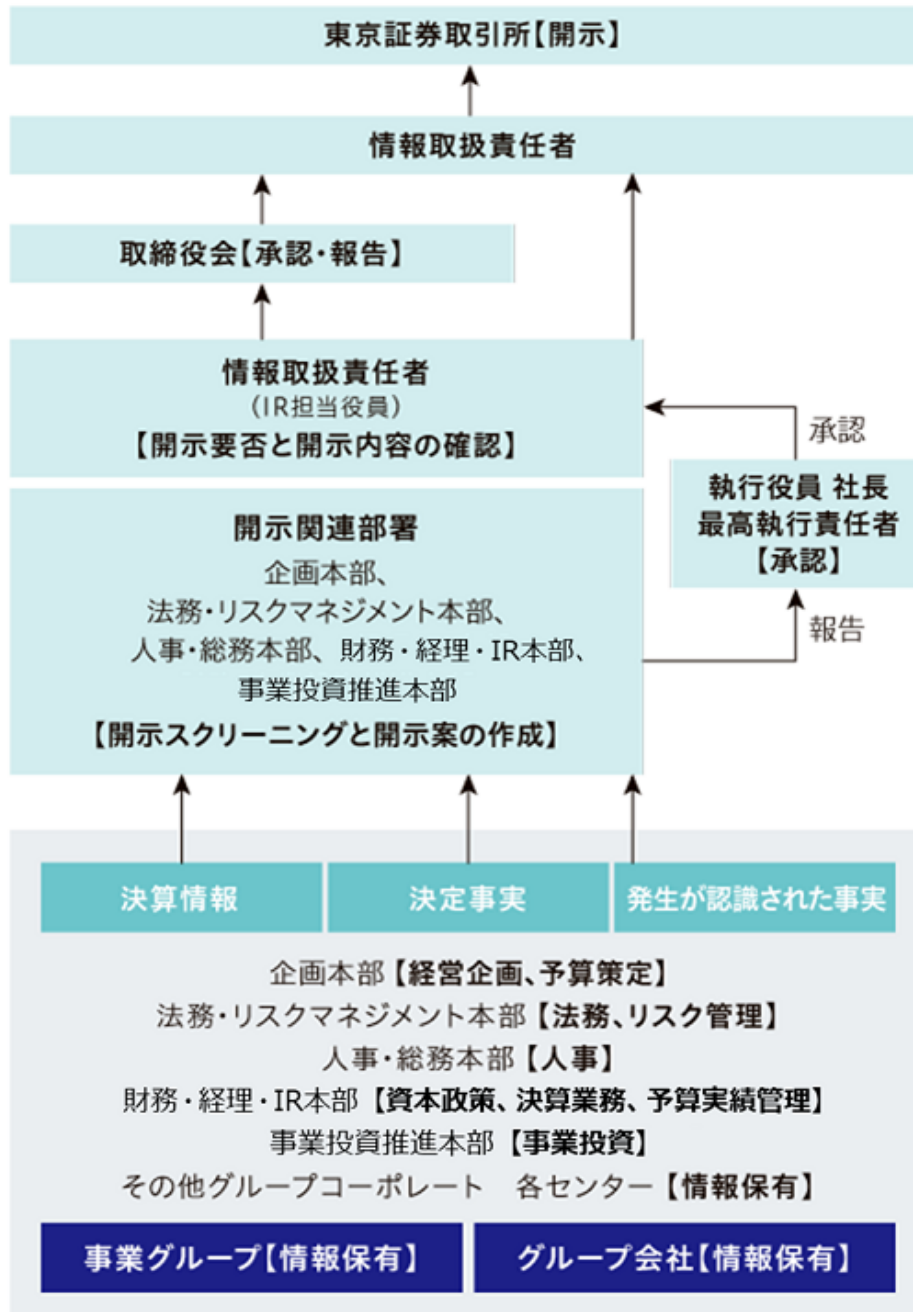 東京証券取引所【開示】
情報取扱責任者
取締役会【承認・報告】
情報取扱責任者
（IR担当役員）
【開示要否と開示内容の確認】
承認
執行役員 社長
最高執行責任者
【承認】
報告
開示関連部署
企画本部、
法務・リスクマネジメント本部、
人事・総務本部、財務・経理・IR本部、
事業投資推進本部
【開示スクリーニングと開示案の作成】
決算情報
決定事実
発生が認識された事実
企画本部【経営企画、予算策定】
法務・リスクマネジメント本部【法務、リスク管理】
人事・総務本部【人事】
財務・経理・IR本部【資本政策、決算業務、予算実績管理】
事業投資推進本部【事業投資】
その他グループコーポレート　各センター【情報保有】
事業グループ【情報保有】
グループ会社【情報保有】